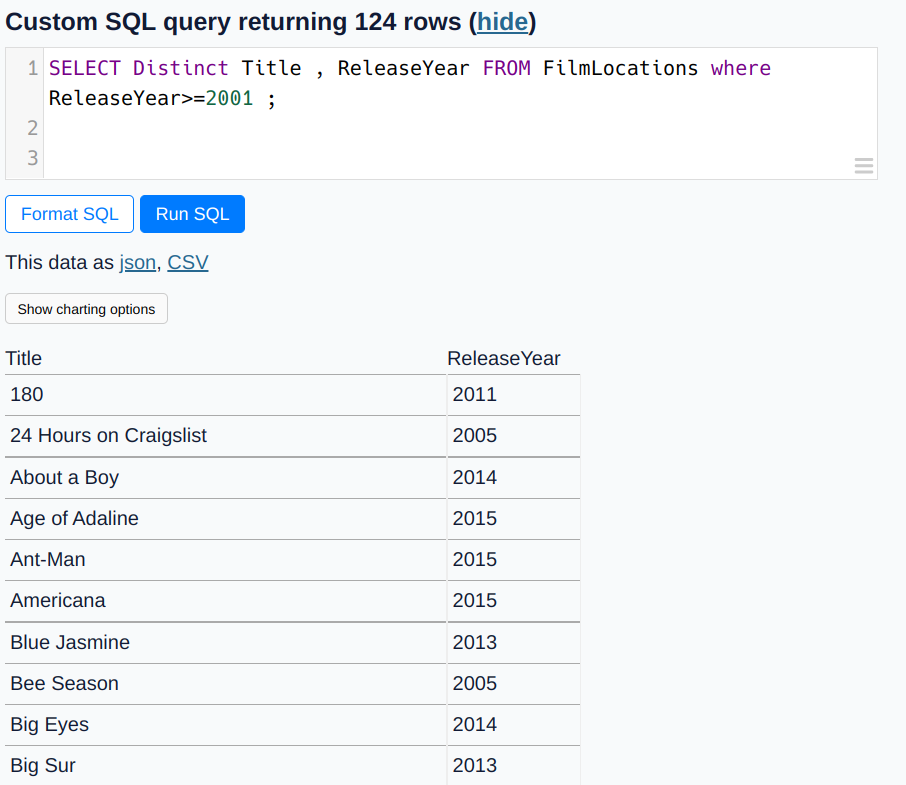 Custom SQL query returning 124 rows (hide)
1 SELECT Distinct Title , ReleaseYear FROM FilmLocations where
ReleaseYear>=2001 ;
2
3
Format SQL Run SQL
This data as json, CSV
Show charting options
Title ReleaseYear
180 2011
24 Hours on Craigslist 2005
About a Boy 2014
Age of Adaline 2015
Ant-Man 2015
Americana 2015
Blue Jasmine 2013
Bee Season 2005
Big Eyes 2014
Big Sur 2013